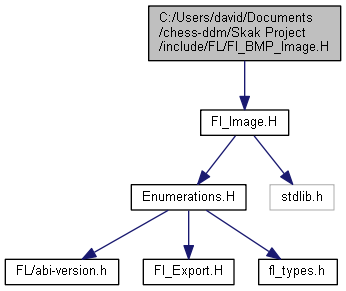 C:/Users/david/Documents
/chess-ddm/Skak Project
/include/FL/Fl_BMP_Image.H
Fl_Image.H
Enumerations.H
stdlib.h
FL/abi-version.h
Fl_Export.H
fl_types.h